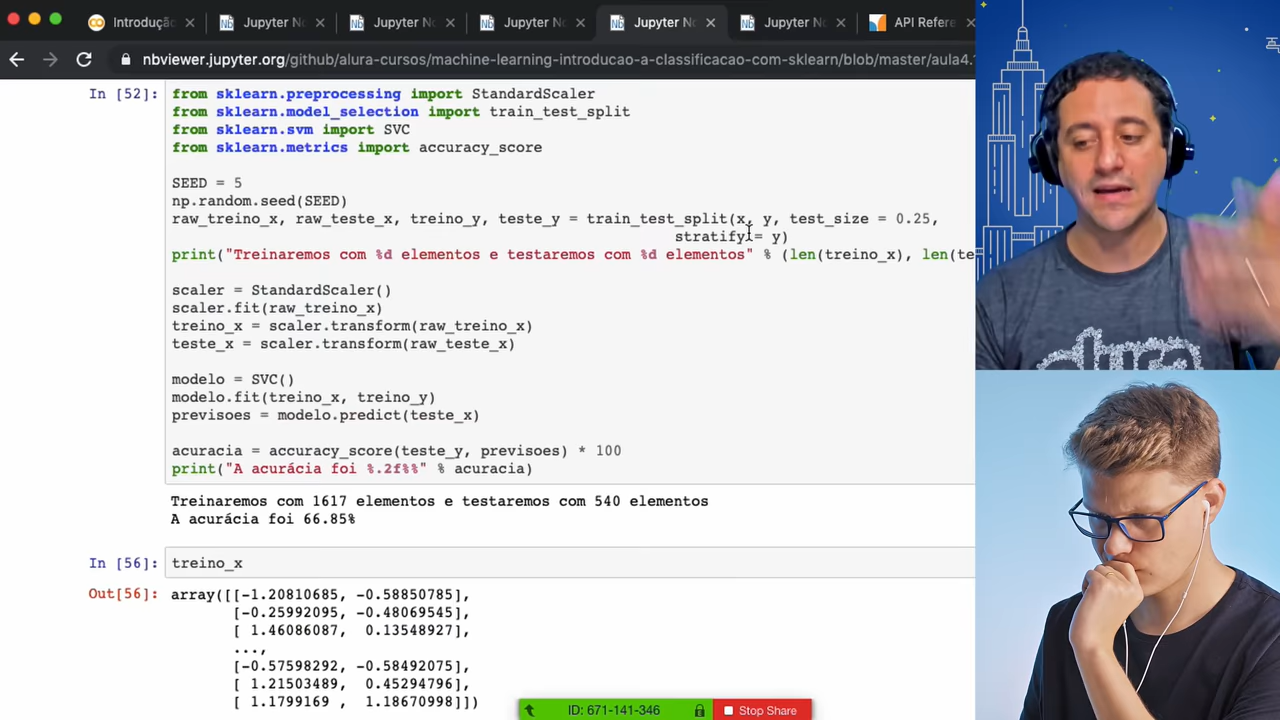 Introdução
Jupyter No
Jupyter No
Jupyter No
Jupyter No
Jupyter No
API Refere
nbviewer.jupyter.org/github/alura-cursos/machine-learning-introducao-a-classificacao-com-sklearn/blob/master/aula4.
In [52]:
from sklearn.preprocessing import StandardScaler
from sklearn.model_selection import train_test_split
from sklearn.svm import SVC
from sklearn.metrics import accuracy_score
SEED = 5
np.random.seed(SEED)
raw_treino_x, raw_teste_x, treino_y, teste_y = train_test_split(x, y, test_size = 0.25,
stratify = y)
print("Treinaremos com %d elementos e testaremos com %d elementos" % (len(treino_x), len(te
scaler = StandardScaler()
scaler.fit(raw_treino_x)
treino_x = scaler.transform(raw_treino_x)
teste_x = scaler.transform(raw_teste_x)
modelo = SVC()
modelo.fit(treino_x, treino_y)
previsoes = modelo.predict(teste_x)
acuracia = accuracy_score(teste_y, previsoes) * 100
print("A acurácia foi %.2f%%" % acuracia)
Treinaremos com 1617 elementos e testaremos com 540 elementos
A acurácia foi 66.85%
In [56]:
treino_x
Out[56]:
array([[-1.20810685, -0.58850785],
[-0.25992095, -0.48069545],
[ 1.46086087, 0.13548927],
...,
[-0.57598292, -0.58492075],
[ 1.21503489, 0.45294796],
[ 1.1799169 , 1.18670998]])
ID: 671-141-346
Stop Share
alura